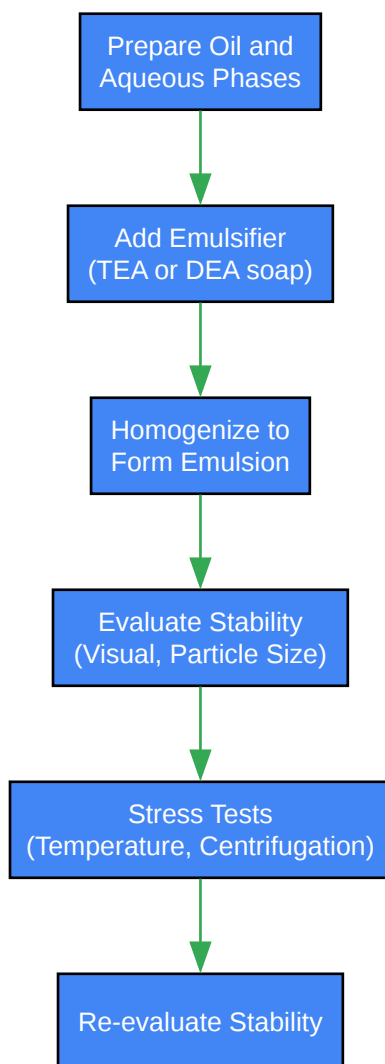 Prepare Oil and
Aqueous Phases
Add Emulsifier
(TEA or DEA soap)
Homogenize to
Form Emulsion
Evaluate Stability
(Visual, Particle Size)
Stress Tests
(Temperature, Centrifugation)
Re-evaluate Stability